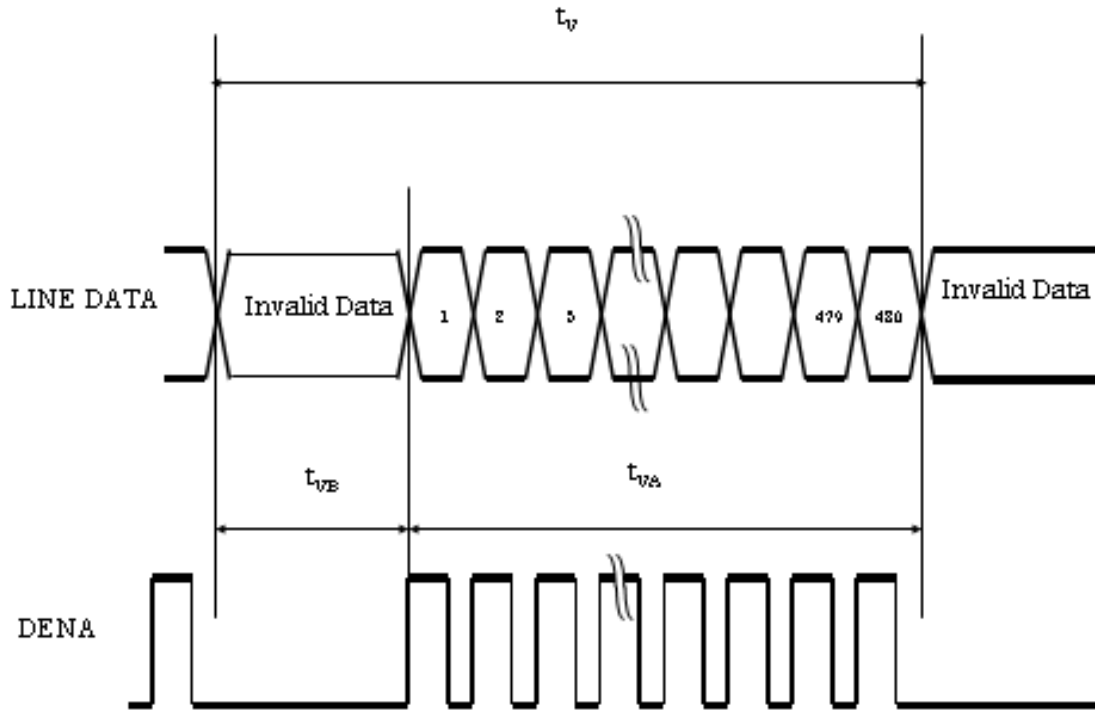 tV
LINE DATA
Invalid Data
1
2
3
479
480
Invalid Data
tVB
tVA
DENA